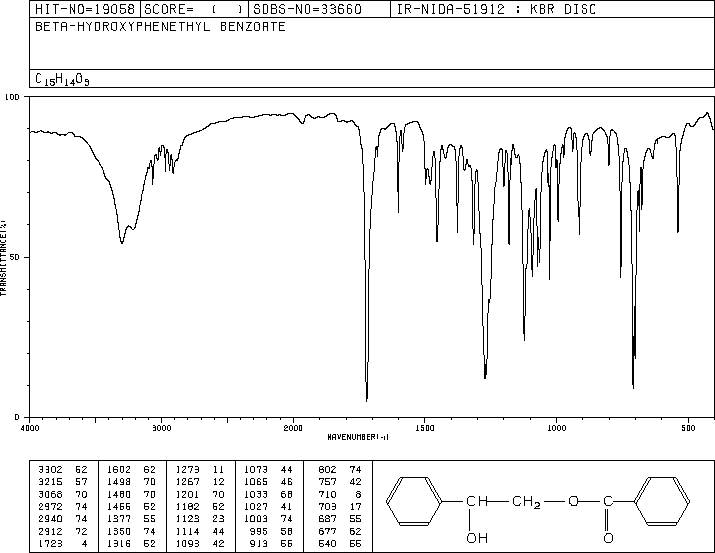 HIT-NO=19058 SCORE= ( ) SDBS-NO=33660 IR-NIDA-51912 : KBR DISC
BETA-HYDROXYPHENETHYL BENZOATE
C15H14O3
100
50
0
TRANSMITTANCE(%)
4000 3000 2000 1500 1000 500
WAVENUMBER(-1)
3302 52 1602 62 1273 11 1073 44 802 74
3215 57 1498 70 1267 12 1065 46 757 42
3068 70 1480 70 1201 70 1033 68 710 8
2972 74 1455 52 1182 52 1027 41 703 17
2940 74 1377 55 1123 23 1003 74 687 55
2912 72 1350 74 1114 44 995 58 677 62
1723 4 1316 52 1093 42 913 55 540 55
CH CH2 O C
OH O